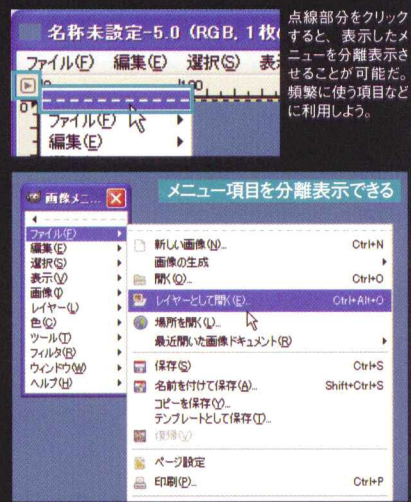 名称未設定-5.0 (RGB, 1枚
ファイル(F) 編集(E) 選択(S)
100
0
ファイル(F)
編集(E)
点線部分をクリック
すると、表示したメ
ニューを分離表示さ
せることが可能だ。
頻繁に使う項目など
に利用しよう。
メニュー項目を分離表示できる
画像メニ...
ファイル(F)
編集(E)
選択(S)
表示(V)
画像(I)
レイヤー(L)
色(C)
ツール(T)
フィルタ(R)
ウィンドウ(W)
ヘルプ(H)
新しい画像(N)... Ctrl+N
画像の生成
開く(O)... Ctrl+O
レイヤーとして開く(E)... Ctrl+Alt+O
場所を開く(L)...
最近開いた画像ドキュメント(R)
保存(S) Ctrl+S
名前を付けて保存(A)... Shift+Ctrl+S
コピーを保存(Y)...
テンプレートとして保存(T)...
復帰(V)
ページ設定
印刷(P)... Ctrl+P